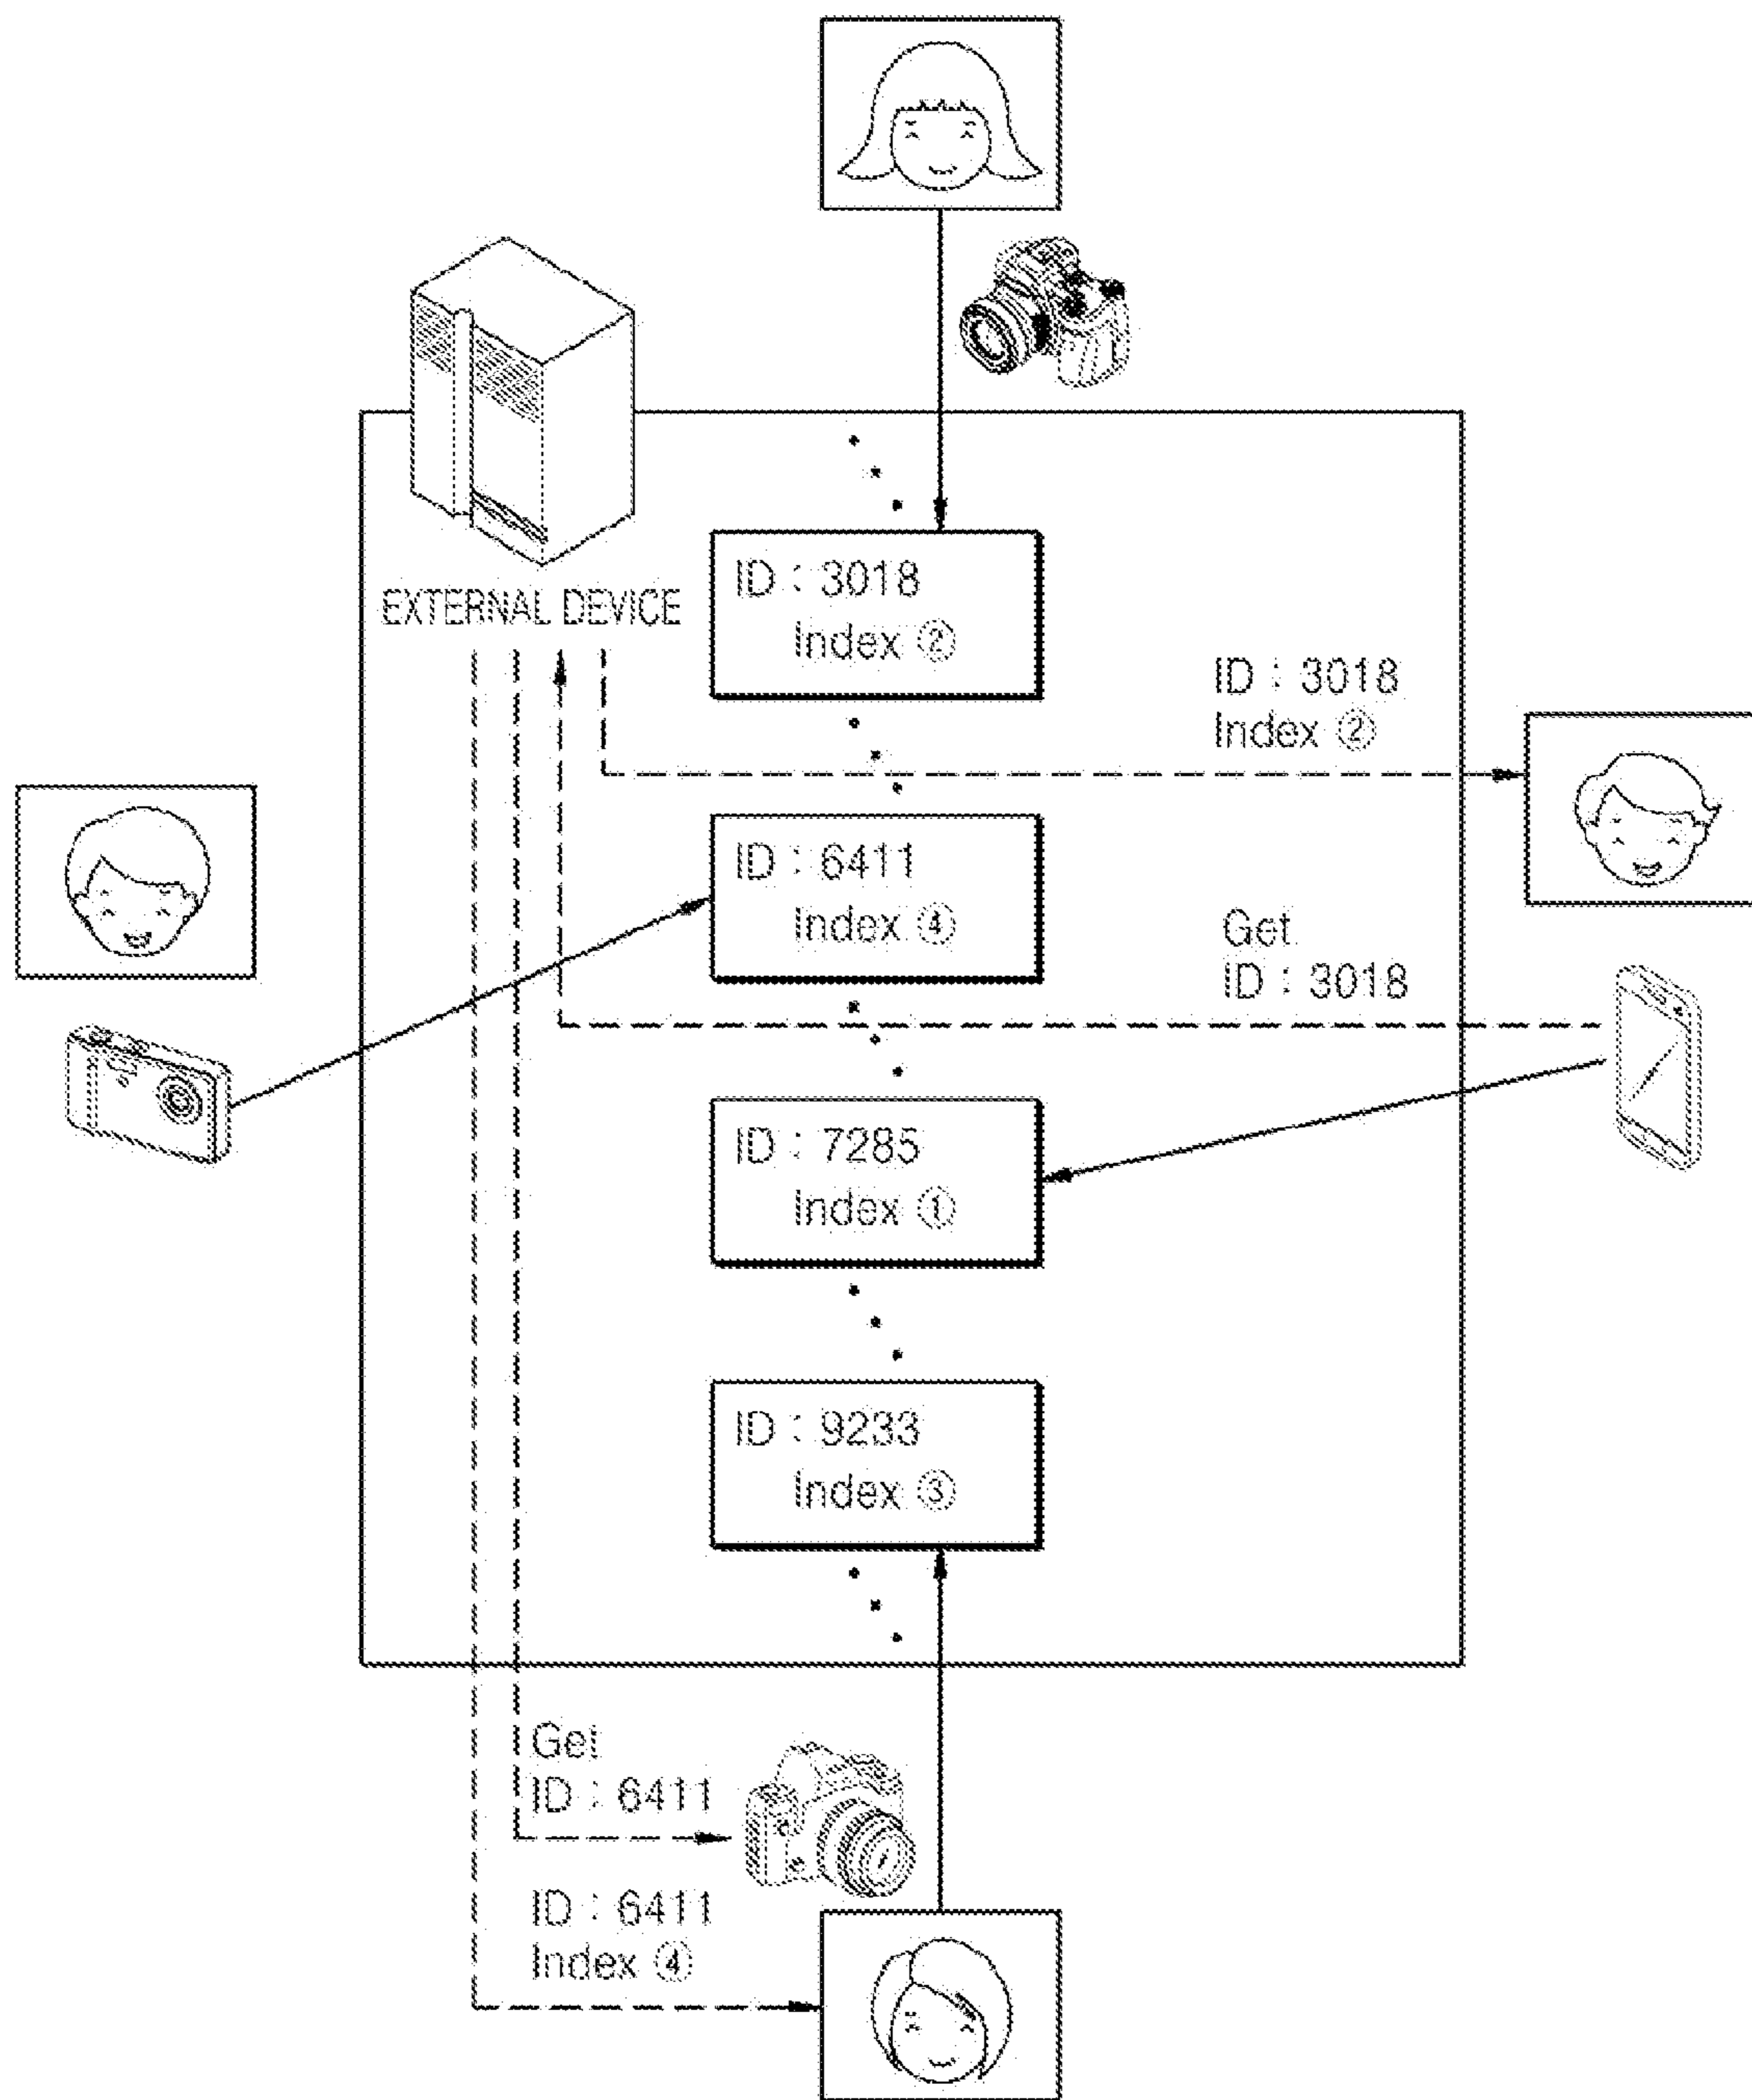 EXTERNAL DEVICE
ID : 3018
Index ②
ID : 3018
Index ②
ID : 6411
Index ④
Get
ID : 3018
ID : 7285
Index ①
ID : 9233
Index ③
Get
ID : 6411
ID : 6411
Index ④